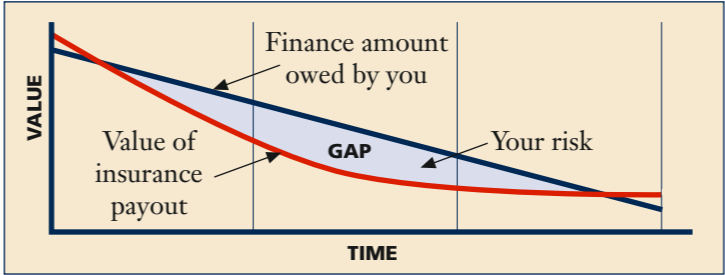 Finance amount
owed by you
VALUE
Value of
insurance
payout
GAP
Your risk
TIME